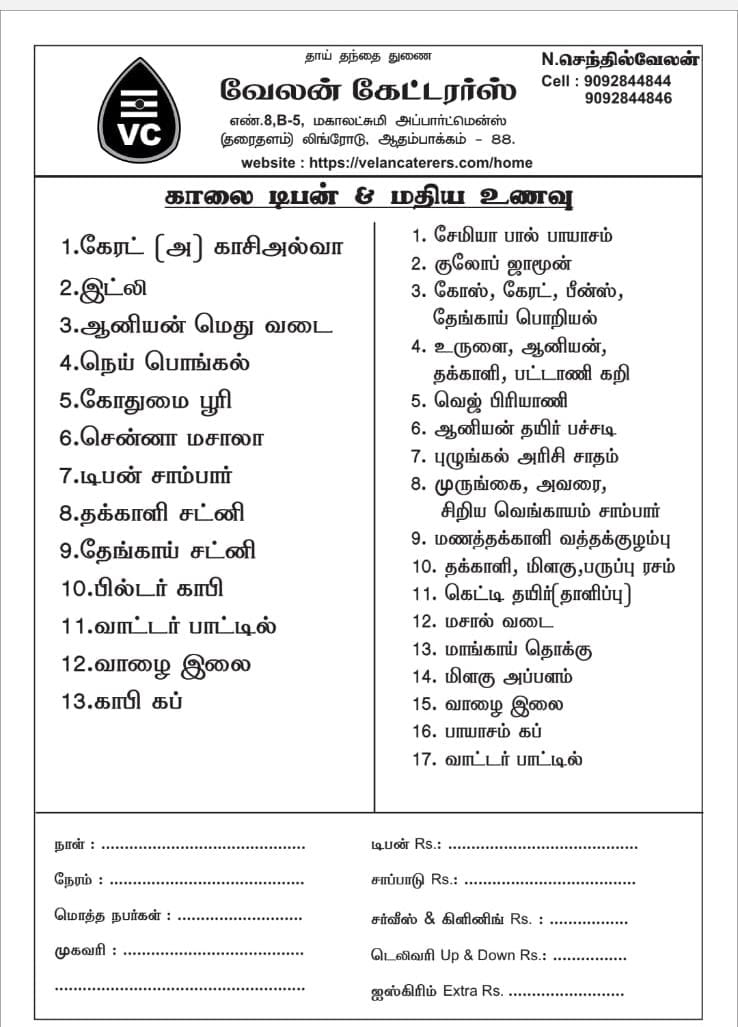 தாய் தந்தை துணை
வேலன் கேட்டரர்ஸ்
எண்.8,B-5, மகாலட்சுமி அப்பார்ட்மென்ஸ்
(தரைதளம்) லிங்ரோடு, ஆதம்பாக்கம் - 88.
website : https://velancaterers.com/home
N.செந்தில்வேலன்
Cell : 9092844844
9092844846
VC
காலை டிபன் & மதிய உணவு
1.கேரட் (அ) காசிஅல்வா
2.இட்லி
3.ஆனியன் மெது வடை
4.நெய் பொங்கல்
5.கோதுமை பூரி
6.சென்னா மசாலா
7.டிபன் சாம்பார்
8.தக்காளி சட்னி
9.தேங்காய் சட்னி
10.பில்டர் காபி
11.வாட்டர் பாட்டில்
12.வாழை இலை
13.காபி கப்
1. சேமியா பால் பாயாசம்
2. குலோப் ஜாமூன்
3. கோஸ், கேரட், பீன்ஸ்,
தேங்காய் பொறியல்
4. உருளை, ஆனியன்,
தக்காளி, பட்டாணி கறி
5. வெஜ் பிரியாணி
6. ஆனியன் தயிர் பச்சடி
7. புழுங்கல் அரிசி சாதம்
8. முருங்கை, அவரை,
சிறிய வெங்காயம் சாம்பார்
9. மணத்தக்காளி வத்தக்குழம்பு
10. தக்காளி, மிளகு,பருப்பு ரசம்
11. கெட்டி தயிர்(தாளிப்பு)
12. மசால் வடை
13. மாங்காய் தொக்கு
14. மிளகு அப்பளம்
15. வாழை இலை
16. பாயாசம் கப்
17. வாட்டர் பாட்டில்
நாள் : ..............................................
நேரம் : ............................................
மொத்த நபர்கள் : ............................
முகவரி : .........................................
.........................................................
டிபன் Rs.: ...........................................
சாப்பாடு Rs.: .......................................
சர்வீஸ் & கிளினிங் Rs. : ..................
டெலிவரி Up & Down Rs.: .................
ஐஸ்கிரிம் Extra Rs. ..........................